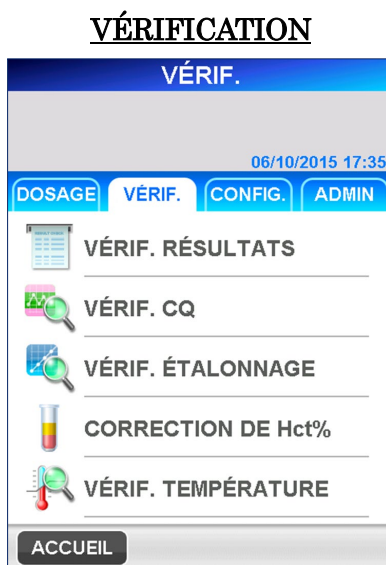 VÉRIFICATION
VÉRIF.
06/10/2015 17:35
DOSAGE VÉRIF. CONFIG. ADMIN
VÉRIF. RÉSULTATS
VÉRIF. CQ
VÉRIF. ÉTALONNAGE
CORRECTION DE Hct%
VÉRIF. TEMPÉRATURE
ACCUEIL